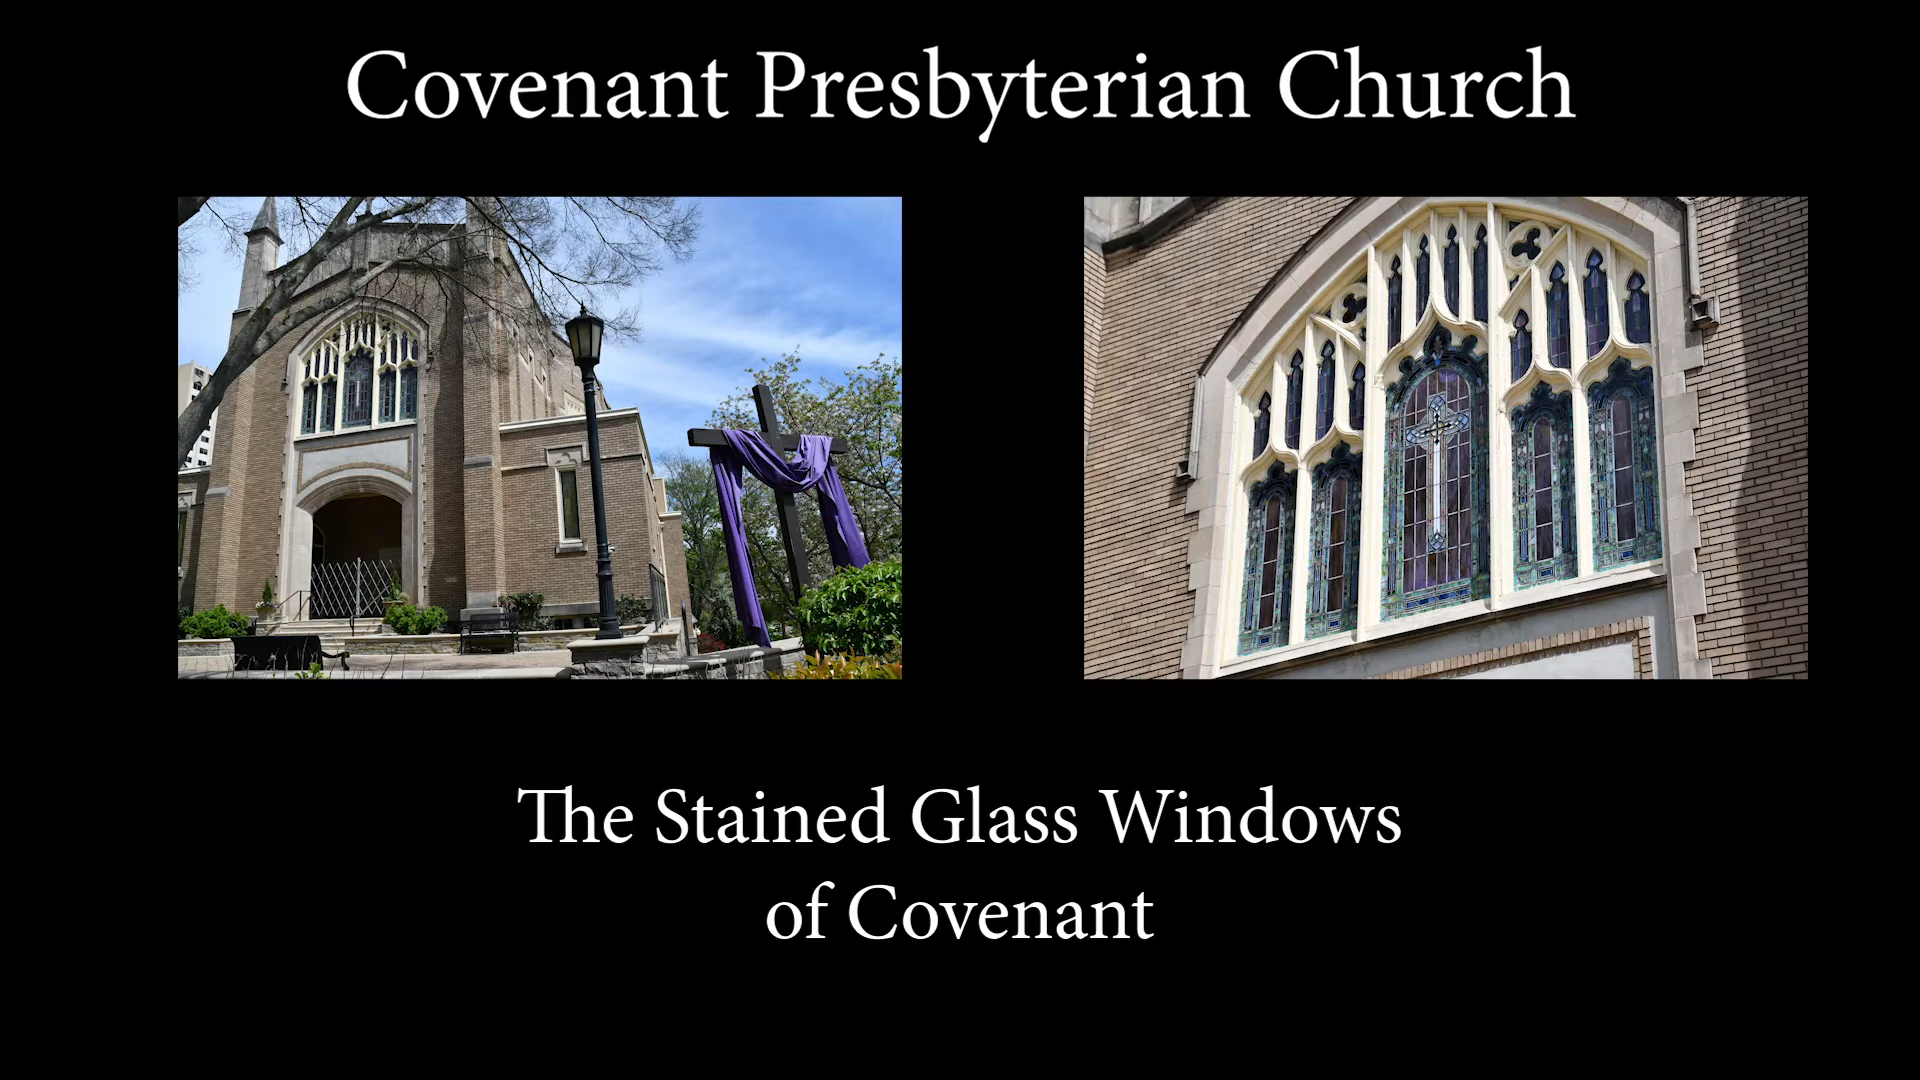 Covenant Presbyterian Church
The Stained Glass Windows
of Covenant